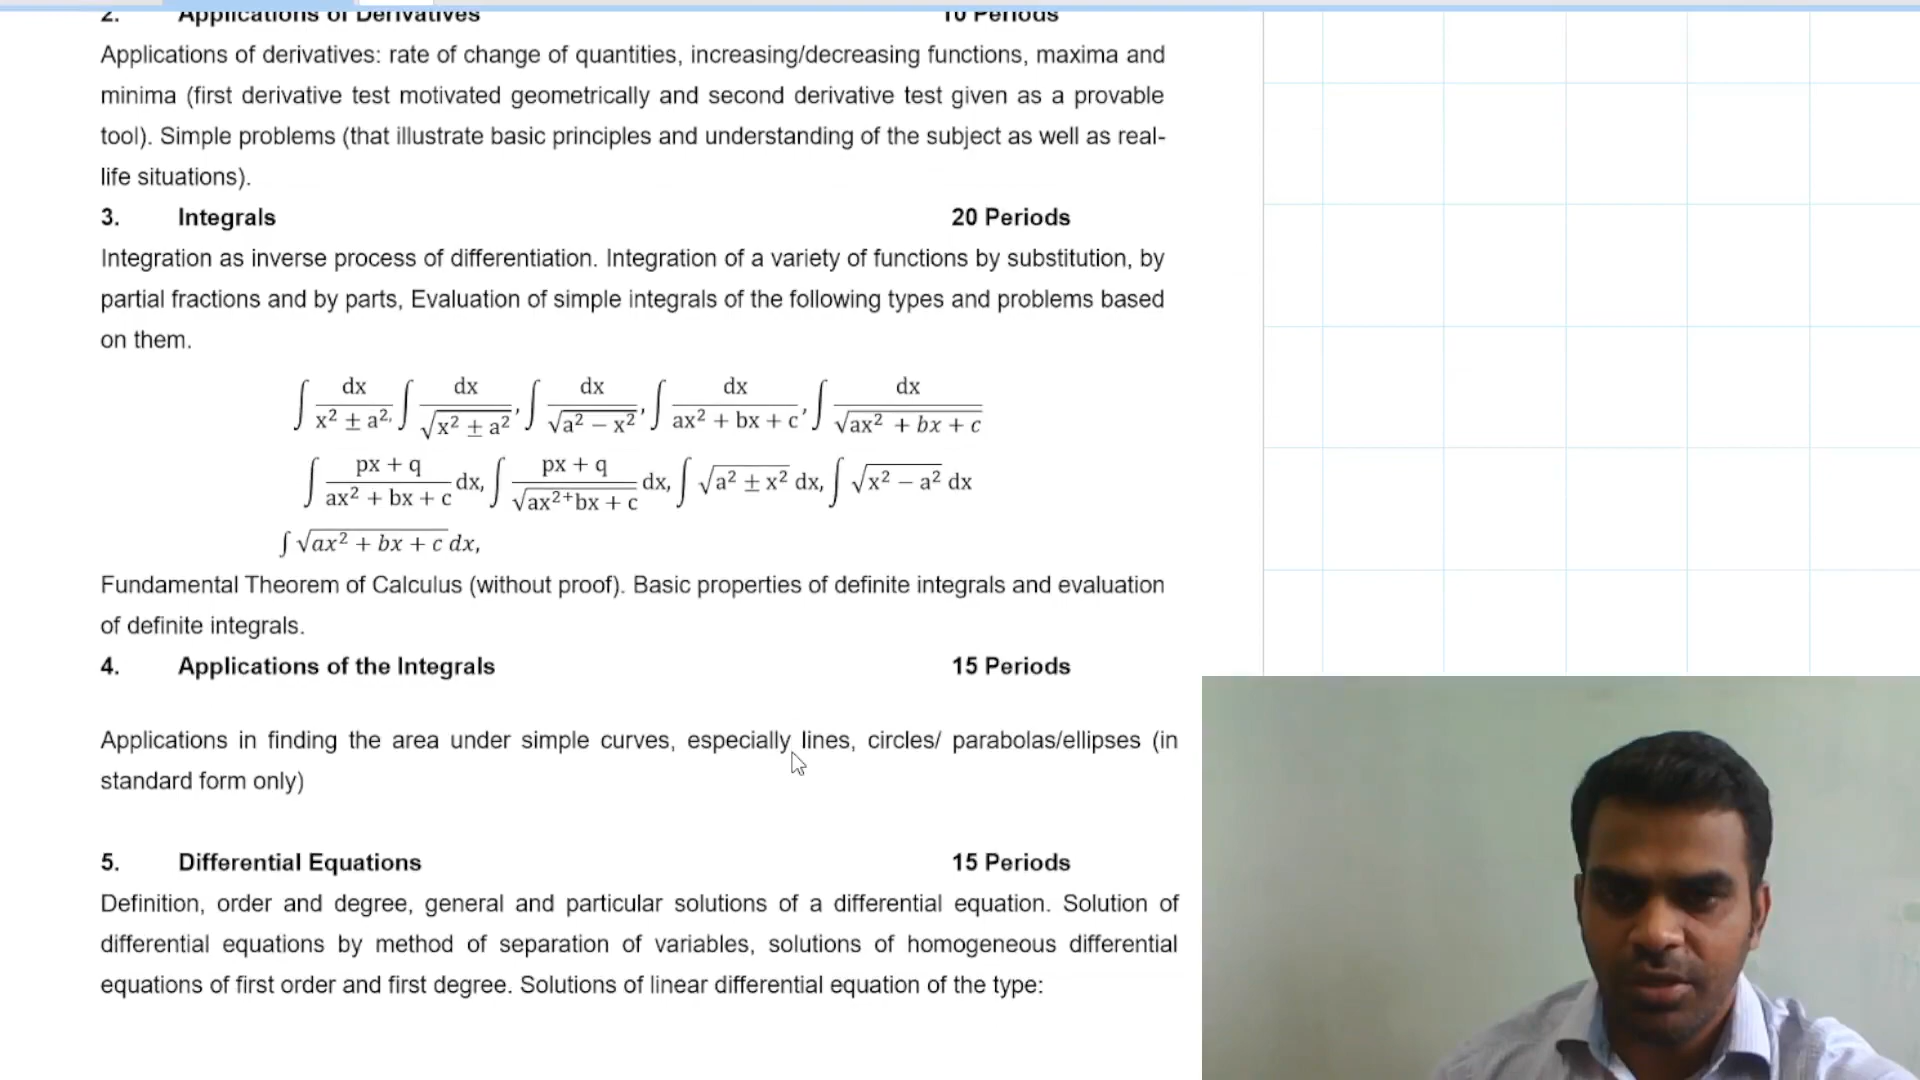 2. Applications of Derivatives 10 Periods
Applications of derivatives: rate of change of quantities, increasing/decreasing functions, maxima and
minima (first derivative test motivated geometrically and second derivative test given as a provable
tool). Simple problems (that illustrate basic principles and understanding of the subject as well as real-
life situations).
3. Integrals 20 Periods
Integration as inverse process of differentiation. Integration of a variety of functions by substitution, by
partial fractions and by parts, Evaluation of simple integrals of the following types and problems based
on them.
∫ dx/(x² ± a²), ∫ dx/√(x² ± a²), ∫ dx/√(a² − x²), ∫ dx/(ax² + bx + c), ∫ dx/√(ax² + bx + c)
∫ (px + q)/(ax² + bx + c) dx, ∫ (px + q)/√(ax²⁺bx + c) dx, ∫ √(a² ± x²) dx, ∫ √(x² − a²) dx
∫ √(ax² + bx + c) dx,
Fundamental Theorem of Calculus (without proof). Basic properties of definite integrals and evaluation
of definite integrals.
4. Applications of the Integrals 15 Periods
Applications in finding the area under simple curves, especially lines, circles/ parabolas/ellipses (in
standard form only)
5. Differential Equations 15 Periods
Definition, order and degree, general and particular solutions of a differential equation. Solution of
differential equations by method of separation of variables, solutions of homogeneous differential
equations of first order and first degree. Solutions of linear differential equation of the type: